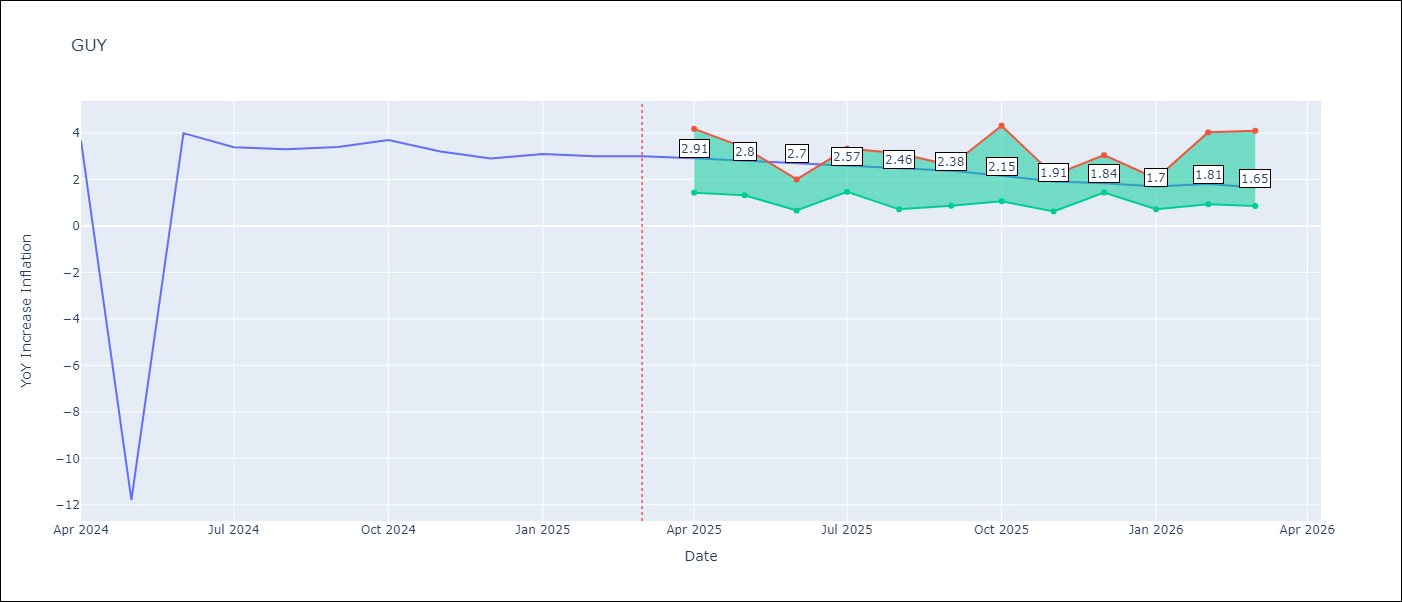 GUY
YoY Increase Inflation
4
2
0
−2
−4
−6
−8
−10
−12
2.91
2.8
2.7
2.57
2.46
2.38
2.15
1.91
1.84
1.7
1.81
1.65
Apr 2024
Jul 2024
Oct 2024
Jan 2025
Apr 2025
Jul 2025
Oct 2025
Jan 2026
Apr 2026
Date